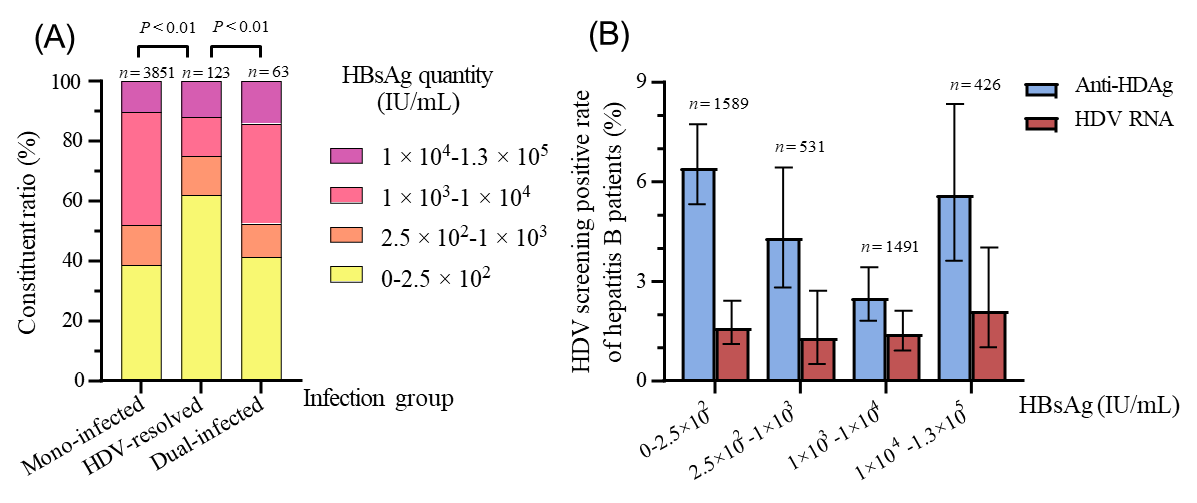 (A)
P < 0.01 P < 0.01
n = 3851 n = 123 n = 63
100
80
60
40
20
0
Constituent ratio (%)
Mono-infected
HDV-resolved
Dual-infected
Infection group
HBsAg quantity
(IU/mL)
1 × 10⁴-1.3 × 10⁵
1 × 10³-1 × 10⁴
2.5 × 10²-1 × 10³
0-2.5 × 10²
(B)
HDV screening positive rate
of hepatitis B patients (%)
9
6
3
0
n = 1589
n = 531
n = 1491
n = 426
Anti-HDAg
HDV RNA
0-2.5×10²
2.5×10²-1×10³
1×10³-1×10⁴
1×10⁴-1.3×10⁵
HBsAg (IU/mL)